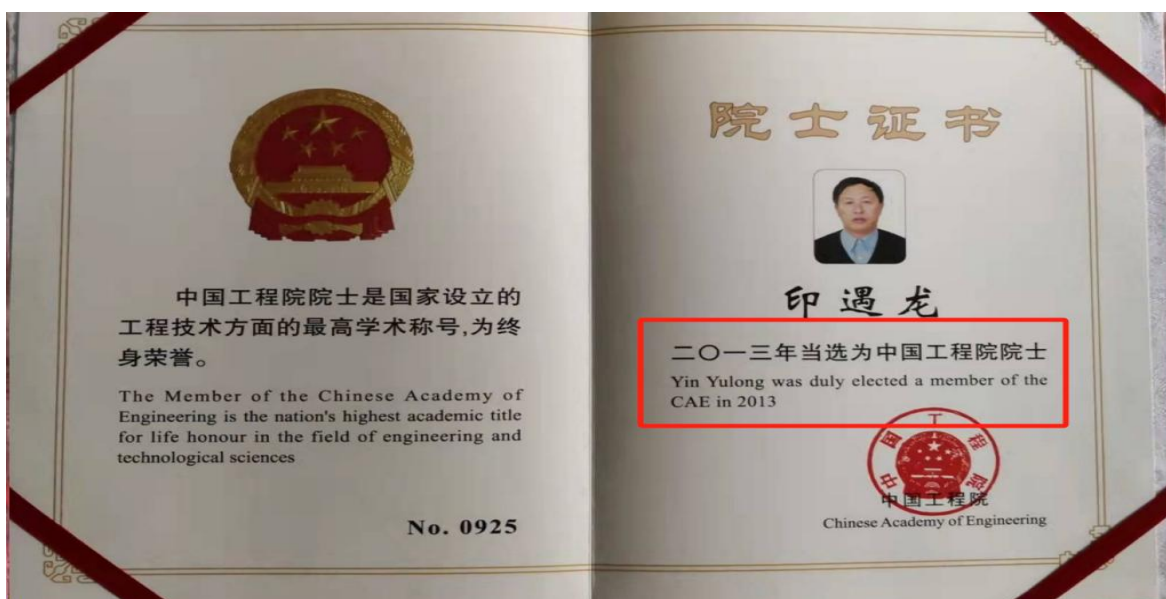 中国工程院院士是国家设立的
工程技术方面的最高学术称号,为终
身荣誉。
The Member of the Chinese Academy of
Engineering is the nation's highest academic title
for life honour in the field of engineering and
technological sciences
No. 0925
院士证书
印遇龙
二〇一三年当选为中国工程院院士
Yin Yulong was duly elected a member of the
CAE in 2013
中国工程院
中国工程院
Chinese Academy of Engineering